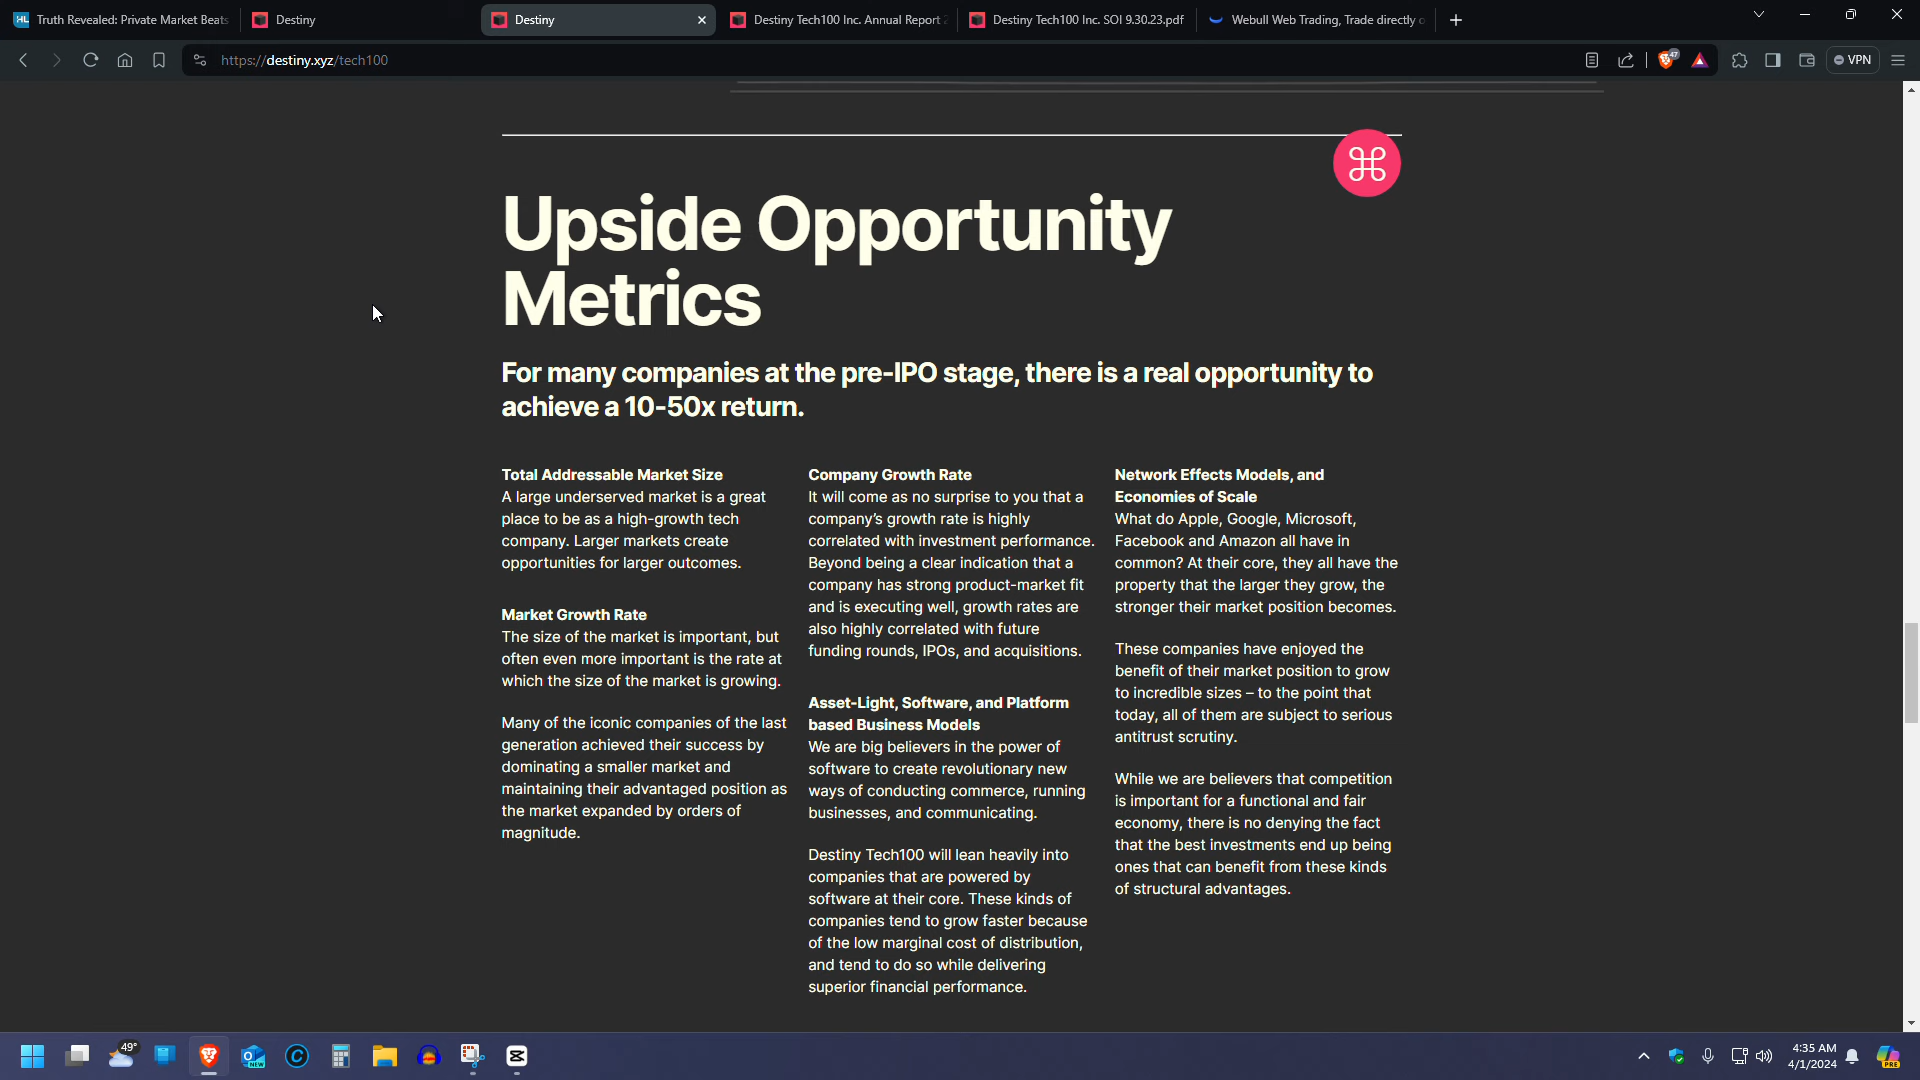 Truth Revealed: Private Market Beats
Destiny
Destiny
Destiny Tech100 Inc. Annual Report 2
Destiny Tech100 Inc. SOI 9.30.23.pdf
Webull Web Trading, Trade directly o
https://destiny.xyz/tech100
47
VPN
Upside Opportunity
Metrics
For many companies at the pre-IPO stage, there is a real opportunity to
achieve a 10-50x return.
Total Addressable Market Size
A large underserved market is a great
place to be as a high-growth tech
company. Larger markets create
opportunities for larger outcomes.
Market Growth Rate
The size of the market is important, but
often even more important is the rate at
which the size of the market is growing.
Many of the iconic companies of the last
generation achieved their success by
dominating a smaller market and
maintaining their advantaged position as
the market expanded by orders of
magnitude.
Company Growth Rate
It will come as no surprise to you that a
company's growth rate is highly
correlated with investment performance.
Beyond being a clear indication that a
company has strong product-market fit
and is executing well, growth rates are
also highly correlated with future
funding rounds, IPOs, and acquisitions.
Asset-Light, Software, and Platform
based Business Models
We are big believers in the power of
software to create revolutionary new
ways of conducting commerce, running
businesses, and communicating.
Destiny Tech100 will lean heavily into
companies that are powered by
software at their core. These kinds of
companies tend to grow faster because
of the low marginal cost of distribution,
and tend to do so while delivering
superior financial performance.
Network Effects Models, and
Economies of Scale
What do Apple, Google, Microsoft,
Facebook and Amazon all have in
common? At their core, they all have the
property that the larger they grow, the
stronger their market position becomes.
These companies have enjoyed the
benefit of their market position to grow
to incredible sizes – to the point that
today, all of them are subject to serious
antitrust scrutiny.
While we are believers that competition
is important for a functional and fair
economy, there is no denying the fact
that the best investments end up being
ones that can benefit from these kinds
of structural advantages.
49°
NEW
4:35 AM
4/1/2024
PRE